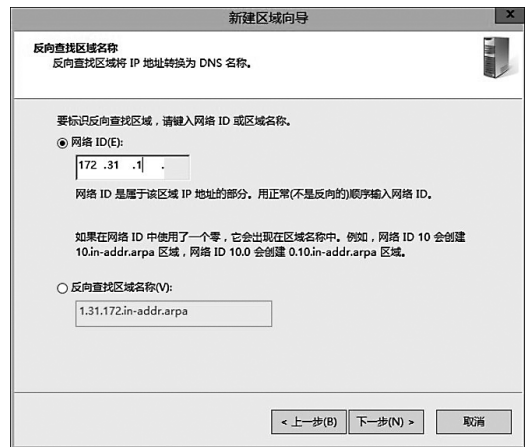 新建区域向导
x
反向查找区域名称
反向查找区域将 IP 地址转换为 DNS 名称。
要标识反向查找区域，请键入网络 ID 或区域名称。
网络 ID(E):
172 .31 .1 .
网络 ID 是属于该区域 IP 地址的部分。用正常(不是反向的)顺序输入网络 ID。
如果在网络 ID 中使用了一个零，它会出现在区域名称中。例如，网络 ID 10 会创建
10.in-addr.arpa 区域，网络 ID 10.0 会创建 0.10.in-addr.arpa 区域。
反向查找区域名称(V):
1.31.172.in-addr.arpa
< 上一步(B) 下一步(N) > 取消